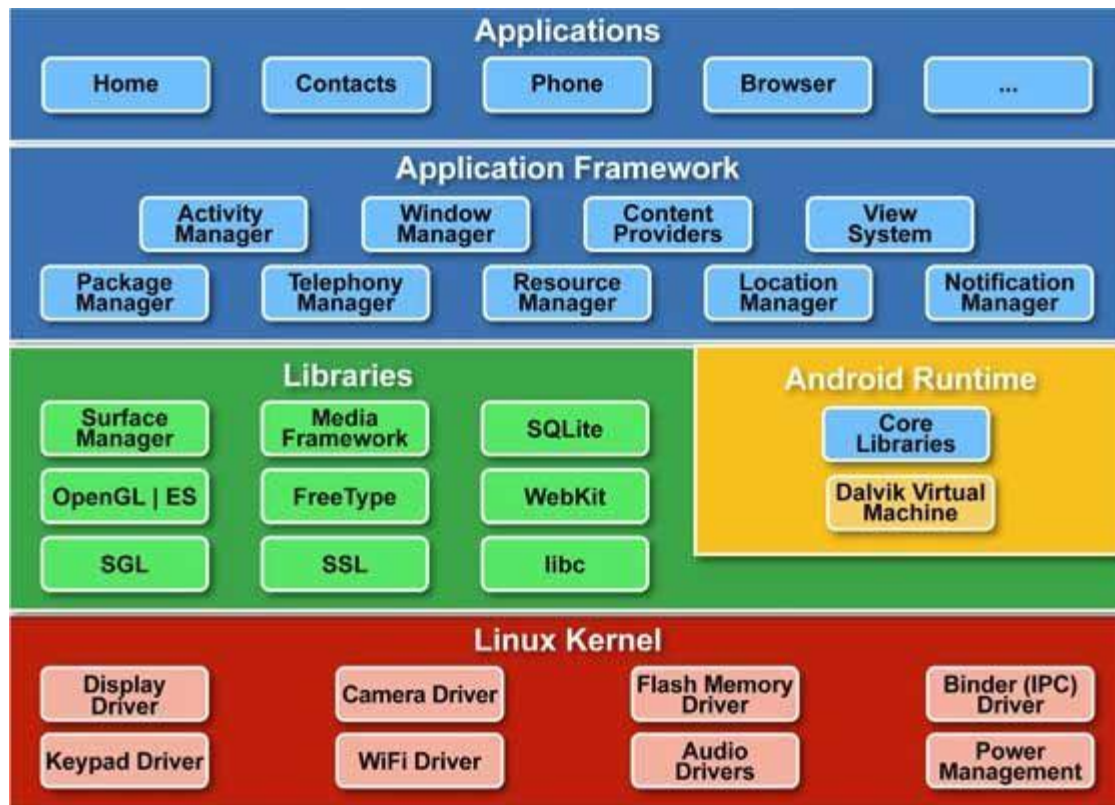 Applications
Home
Contacts
Phone
Browser
...
Application Framework
Activity
Manager
Window
Manager
Content
Providers
View
System
Package
Manager
Telephony
Manager
Resource
Manager
Location
Manager
Notification
Manager
Libraries
Surface
Manager
Media
Framework
SQLite
OpenGL | ES
FreeType
WebKit
SGL
SSL
libc
Android Runtime
Core
Libraries
Dalvik Virtual
Machine
Linux Kernel
Display
Driver
Camera Driver
Flash Memory
Driver
Binder (IPC)
Driver
Keypad Driver
WiFi Driver
Audio
Drivers
Power
Management